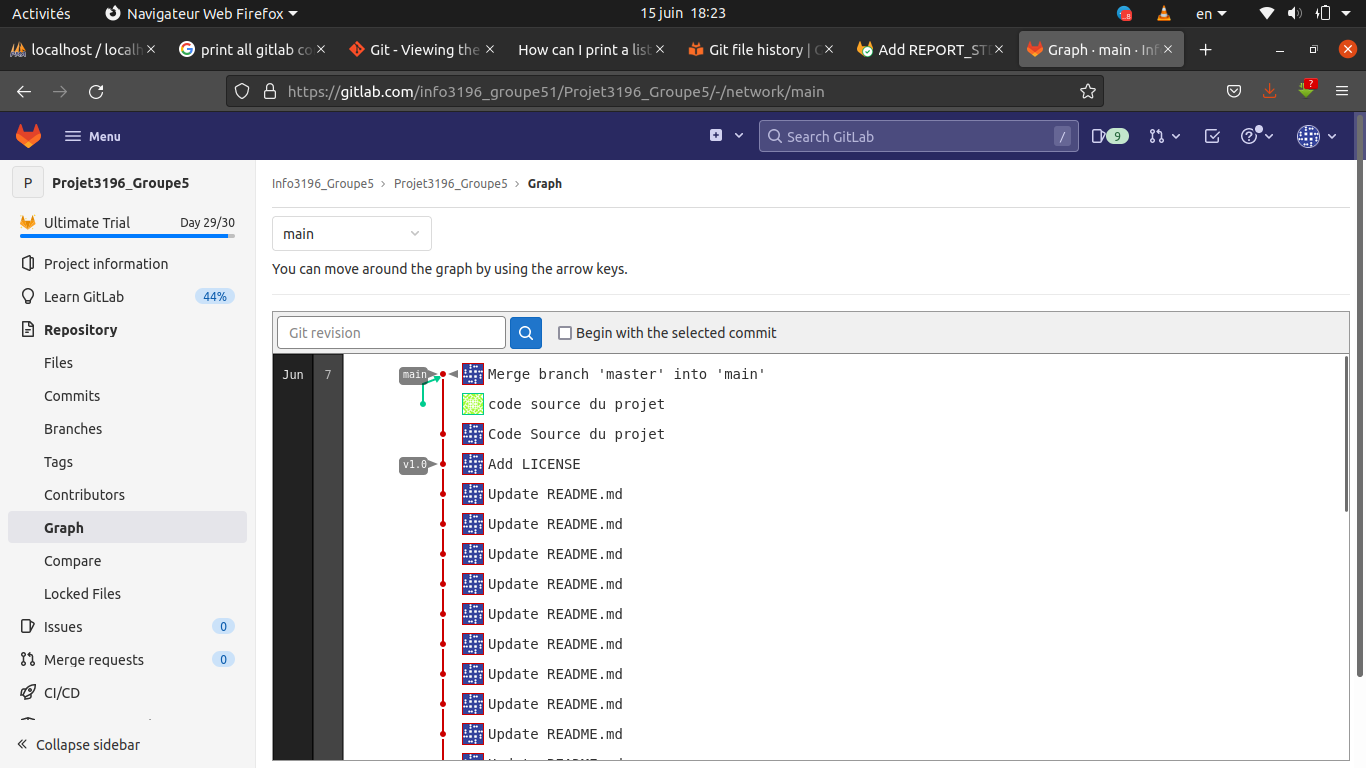 Activités Navigateur Web Firefox 15 juin 18:23 en
localhost / localh print all gitlab co Git - Viewing the How can I print a list Git file history | C Add REPORT_STD Graph · main · Inf
https://gitlab.com/info3196_groupe51/Projet3196_Groupe5/-/network/main
Menu Search GitLab / 9
P Projet3196_Groupe5
Ultimate Trial Day 29/30
Project information
Learn GitLab 44%
Repository
Files
Commits
Branches
Tags
Contributors
Graph
Compare
Locked Files
Issues 0
Merge requests 0
CI/CD
Collapse sidebar
Info3196_Groupe5 › Projet3196_Groupe5 › Graph
main
You can move around the graph by using the arrow keys.
Git revision Begin with the selected commit
Jun 7 main Merge branch 'master' into 'main'
code source du projet
Code Source du projet
v1.0 Add LICENSE
Update README.md
Update README.md
Update README.md
Update README.md
Update README.md
Update README.md
Update README.md
Update README.md
Update README.md